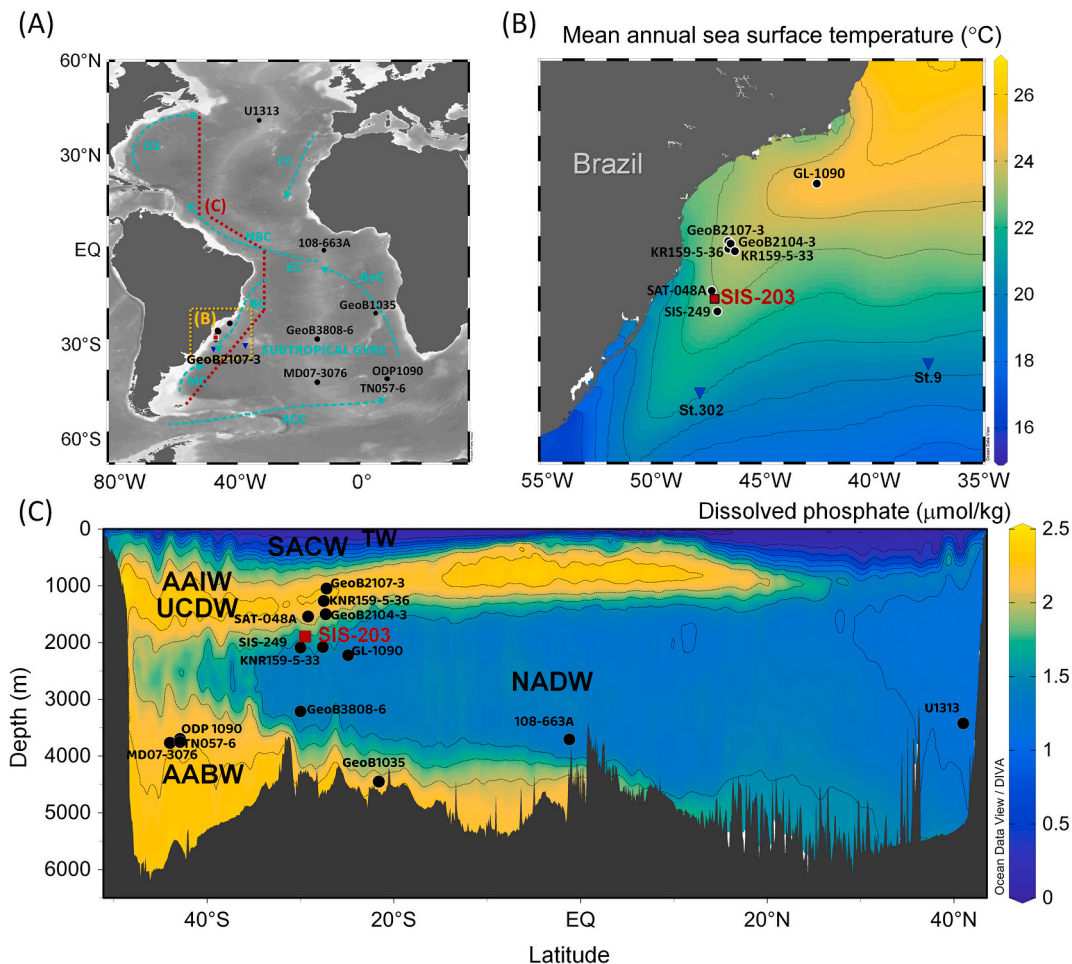 (A)
60°N
30°N
EQ
30°S
60°S
80°W
40°W
0°
U1313
GS
CC
(C)
NBC
108-663A
EC
BeC
GeoB1035
BC
(B)
GeoB3808-6
SUBTROPICAL GYRE
GeoB2107-3
MD07-3076
ODP1090
TN057-6
ACC
(B)
Mean annual sea surface temperature (°C)
Brazil
GL-1090
GeoB2107-3
GeoB2104-3
KR159-5-36
KR159-5-33
SAT-048A
SIS-203
SIS-249
St.9
St.302
55°W
50°W
45°W
40°W
35°W
26
24
22
20
18
16
Ocean Data View
(C)
Dissolved phosphate (μmol/kg)
0
1000
2000
3000
4000
5000
6000
Depth (m)
SACW
TW
AAIW
UCDW
GeoB2107-3
KNR159-5-36
SAT-048A
GeoB2104-3
SIS-203
SIS-249
KNR159-5-33
GL-1090
NADW
GeoB3808-6
108-663A
U1313
ODP 1090
TN057-6
MD07-3076
AABW
GeoB1035
40°S
20°S
EQ
20°N
40°N
Latitude
2.5
2
1.5
1
0.5
0
Ocean Data View / DIVA